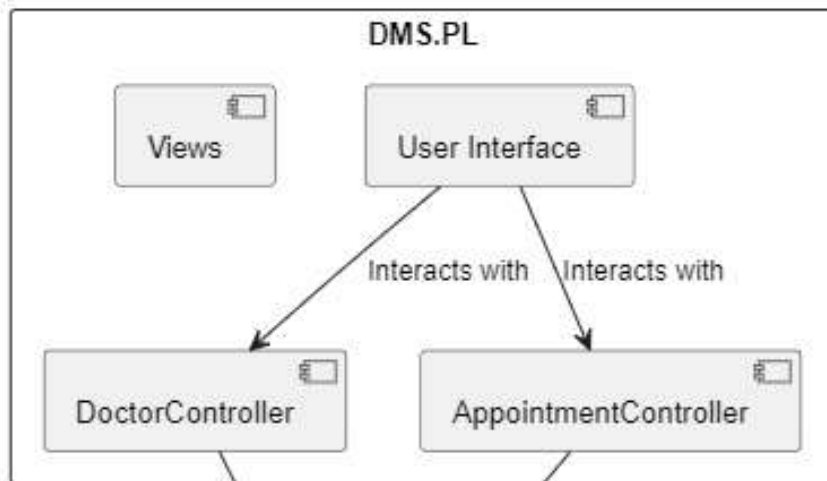 DMS.PL
Views
User Interface
Interacts with
Interacts with
DoctorController
AppointmentController